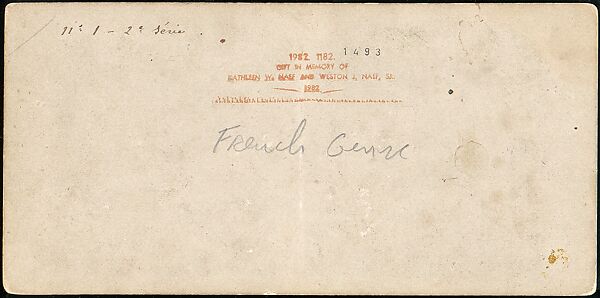 nº 1 - 2e Série.
1982. 1182. 1493
GIFT IN MEMORY OF
KATHLEEN W. NAEF AND WESTON J. NAEF, SR.
1982
French Genre